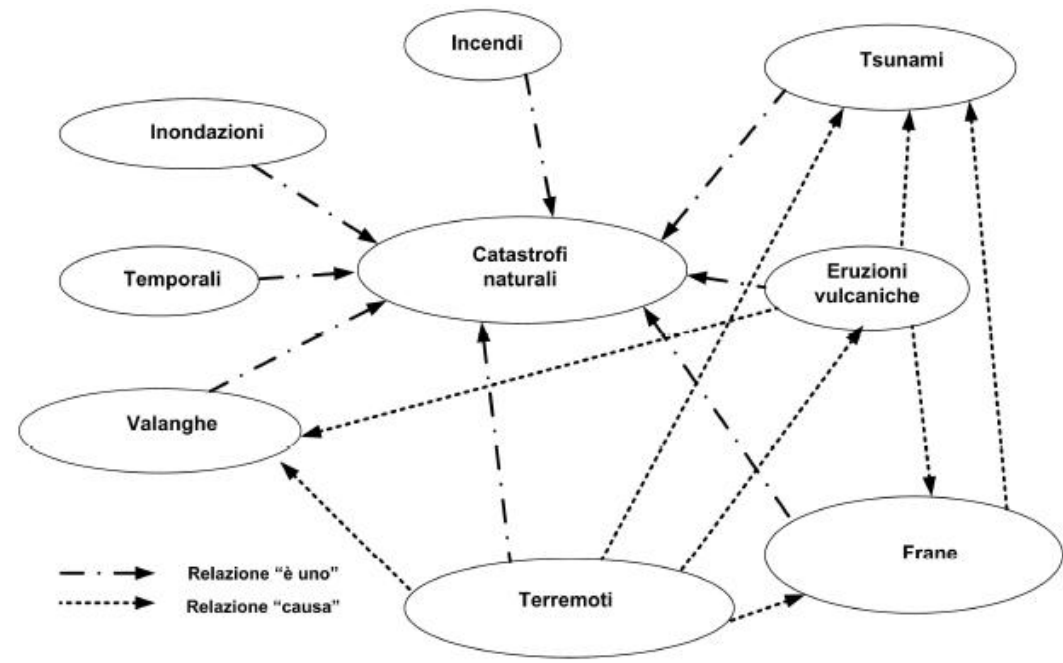 Incendi
Tsunami
Inondazioni
Catastrofi
naturali
Temporali
Eruzioni
vulcaniche
Valanghe
Frane
Terremoti
Relazione “è uno”
Relazione “causa”